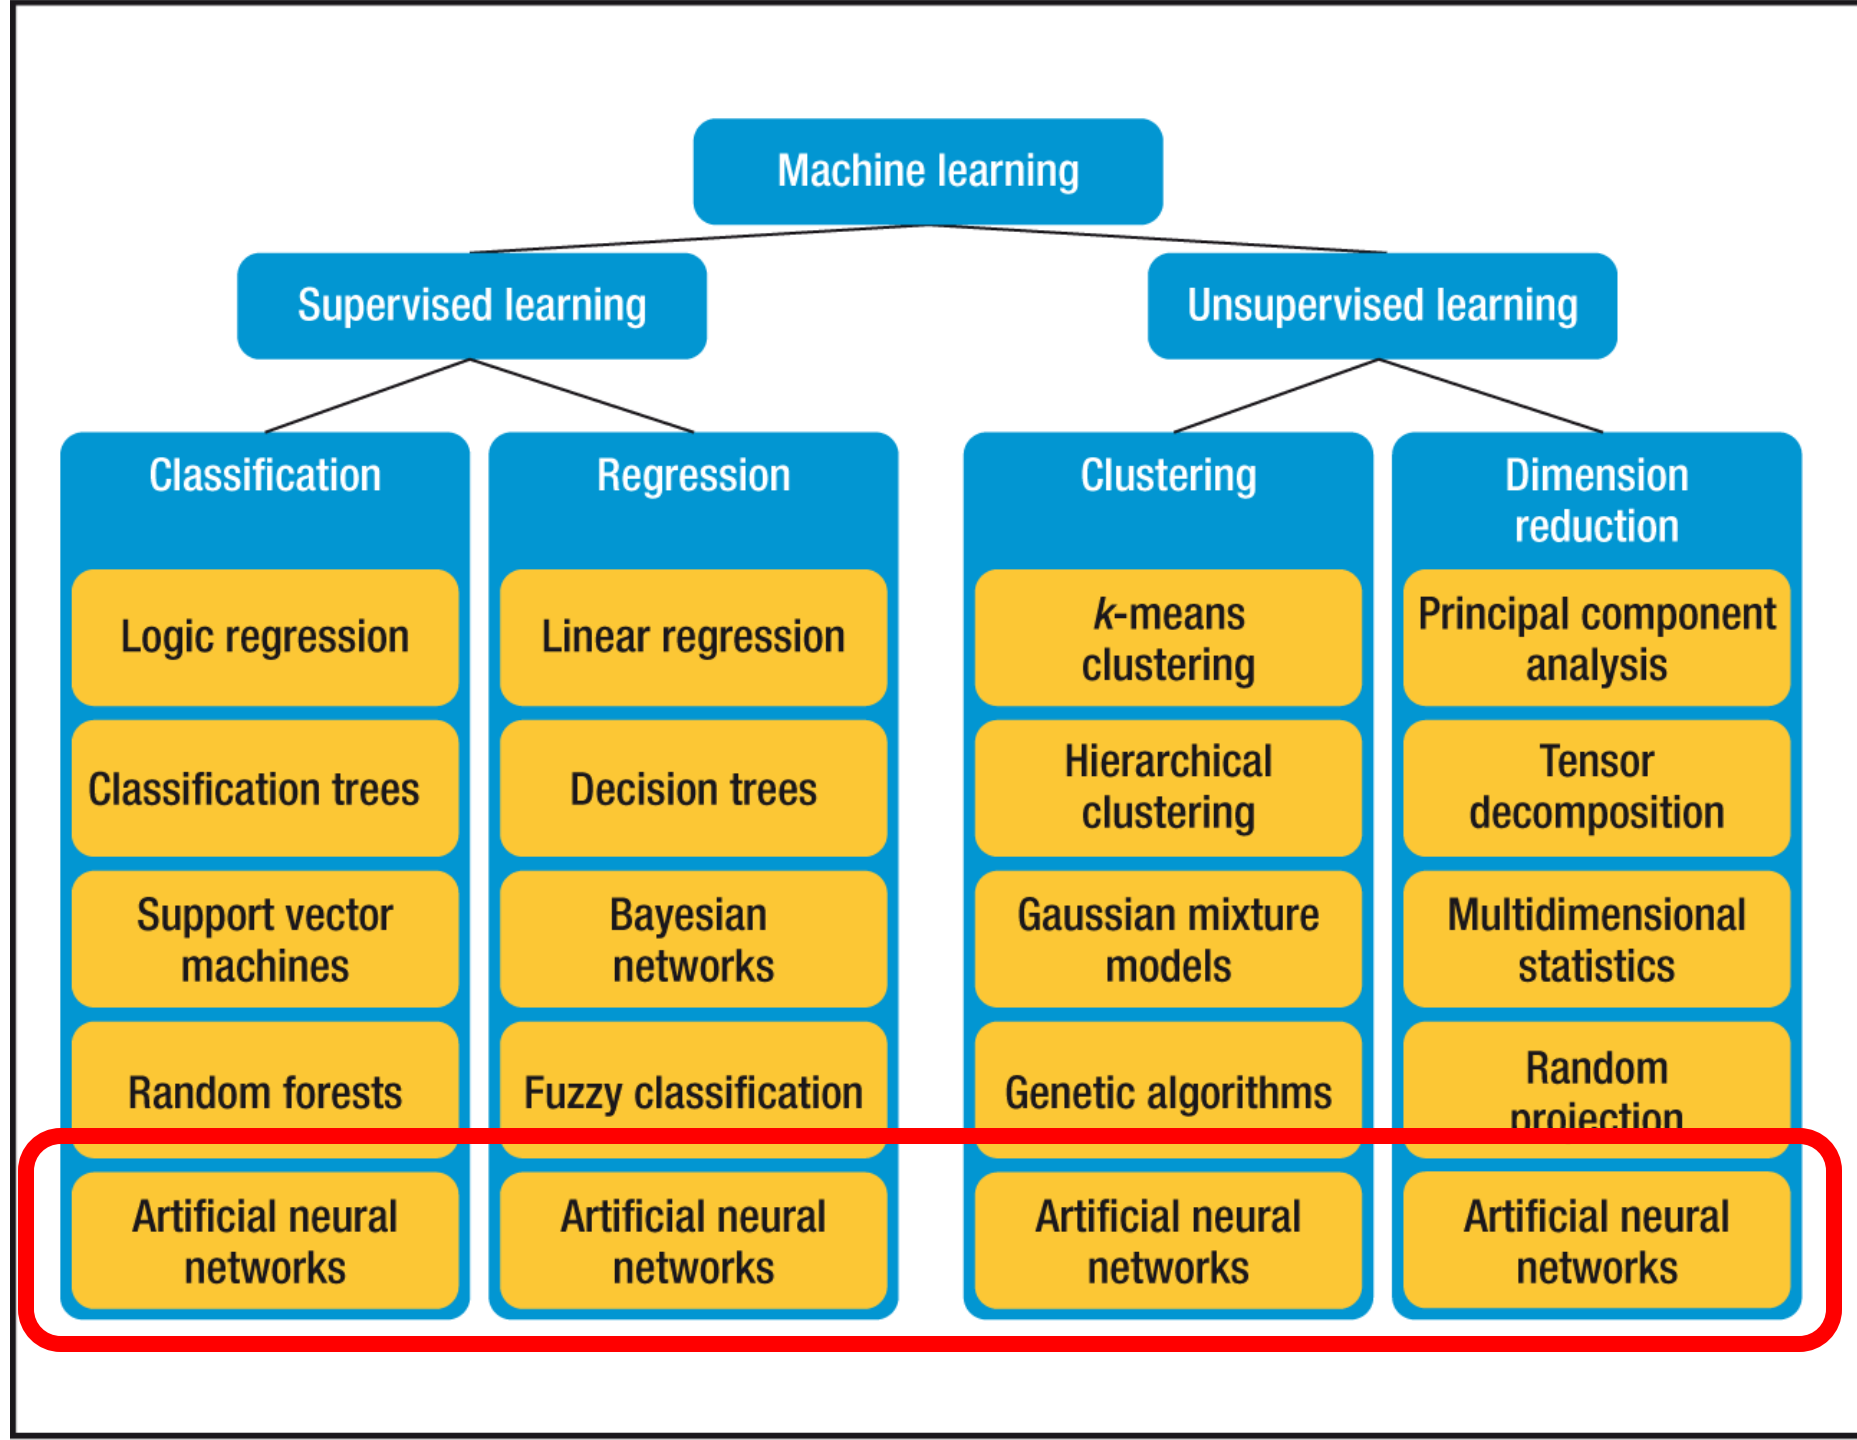 Machine learning
Supervised learning
Unsupervised learning
Classification
Logic regression
Classification trees
Support vector
machines
Random forests
Artificial neural
networks
Regression
Linear regression
Decision trees
Bayesian
networks
Fuzzy classification
Artificial neural
networks
Clustering
k-means
clustering
Hierarchical
clustering
Gaussian mixture
models
Genetic algorithms
Artificial neural
networks
Dimension
reduction
Principal component
analysis
Tensor
decomposition
Multidimensional
statistics
Random
projection
Artificial neural
networks